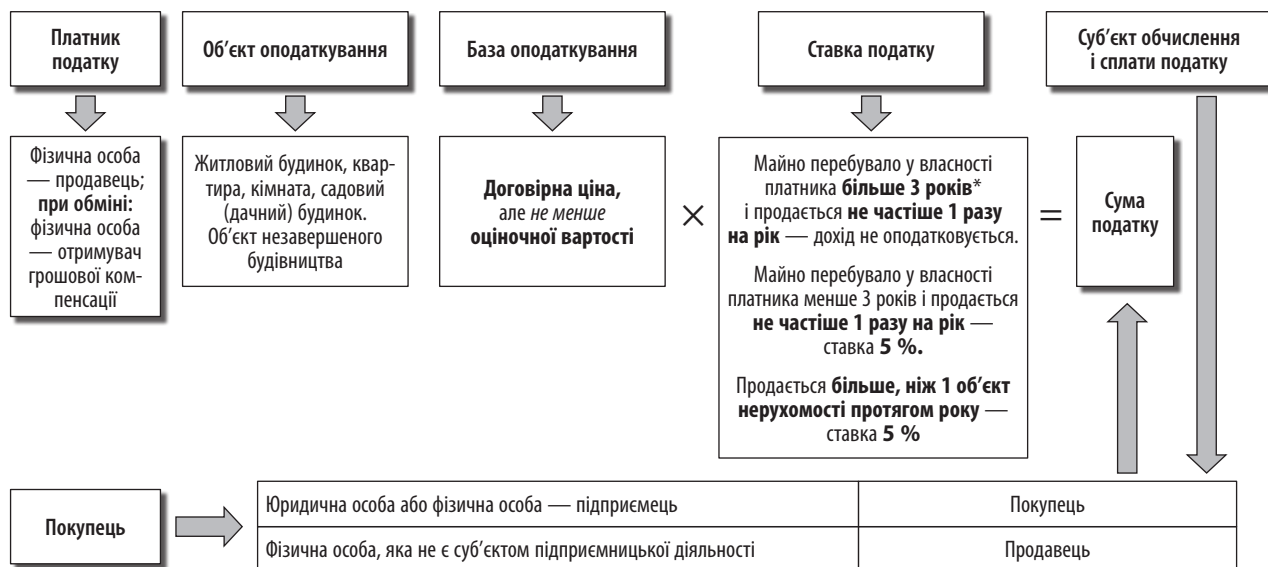 Платник
податку
Об’єкт оподаткування
База оподаткування
Ставка податку
Суб’єкт обчислення
і сплати податку
Фізична особа
— продавець;
при обміні:
фізична особа
— отримувач
грошової ком-
пенсації
Житловий будинок, квар-
тира, кімната, садовий
(дачний) будинок.
Об’єкт незавершеного
будівництва
Договірна ціна,
але не менше
оціночної вартості
×
Майно перебувало у власності
платника більше 3 років*
і продається не частіше 1 разу
на рік — дохід не оподатковується.
Майно перебувало у власності
платника менше 3 років і продається
не частіше 1 разу на рік —
ставка 5 %.
Продається більше, ніж 1 об’єкт
нерухомості протягом року —
ставка 5 %
=
Сума
податку
Покупець
Юридична особа або фізична особа — підприємець
Покупець
Фізична особа, яка не є суб’єктом підприємницької діяльності
Продавець